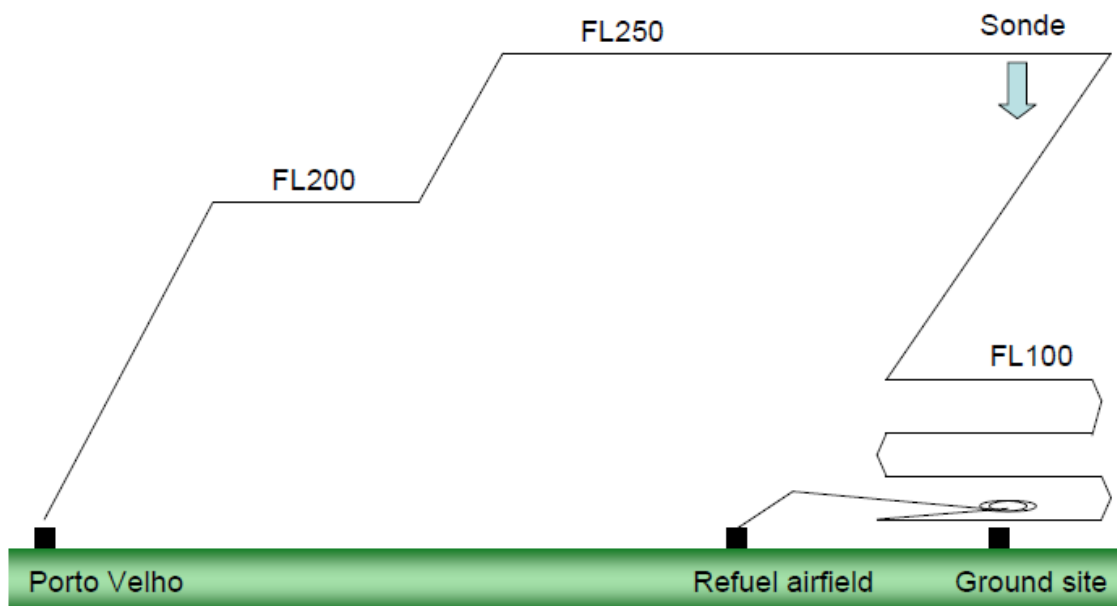 FL250
Sonde
FL200
FL100
Porto Velho
Refuel airfield
Ground site